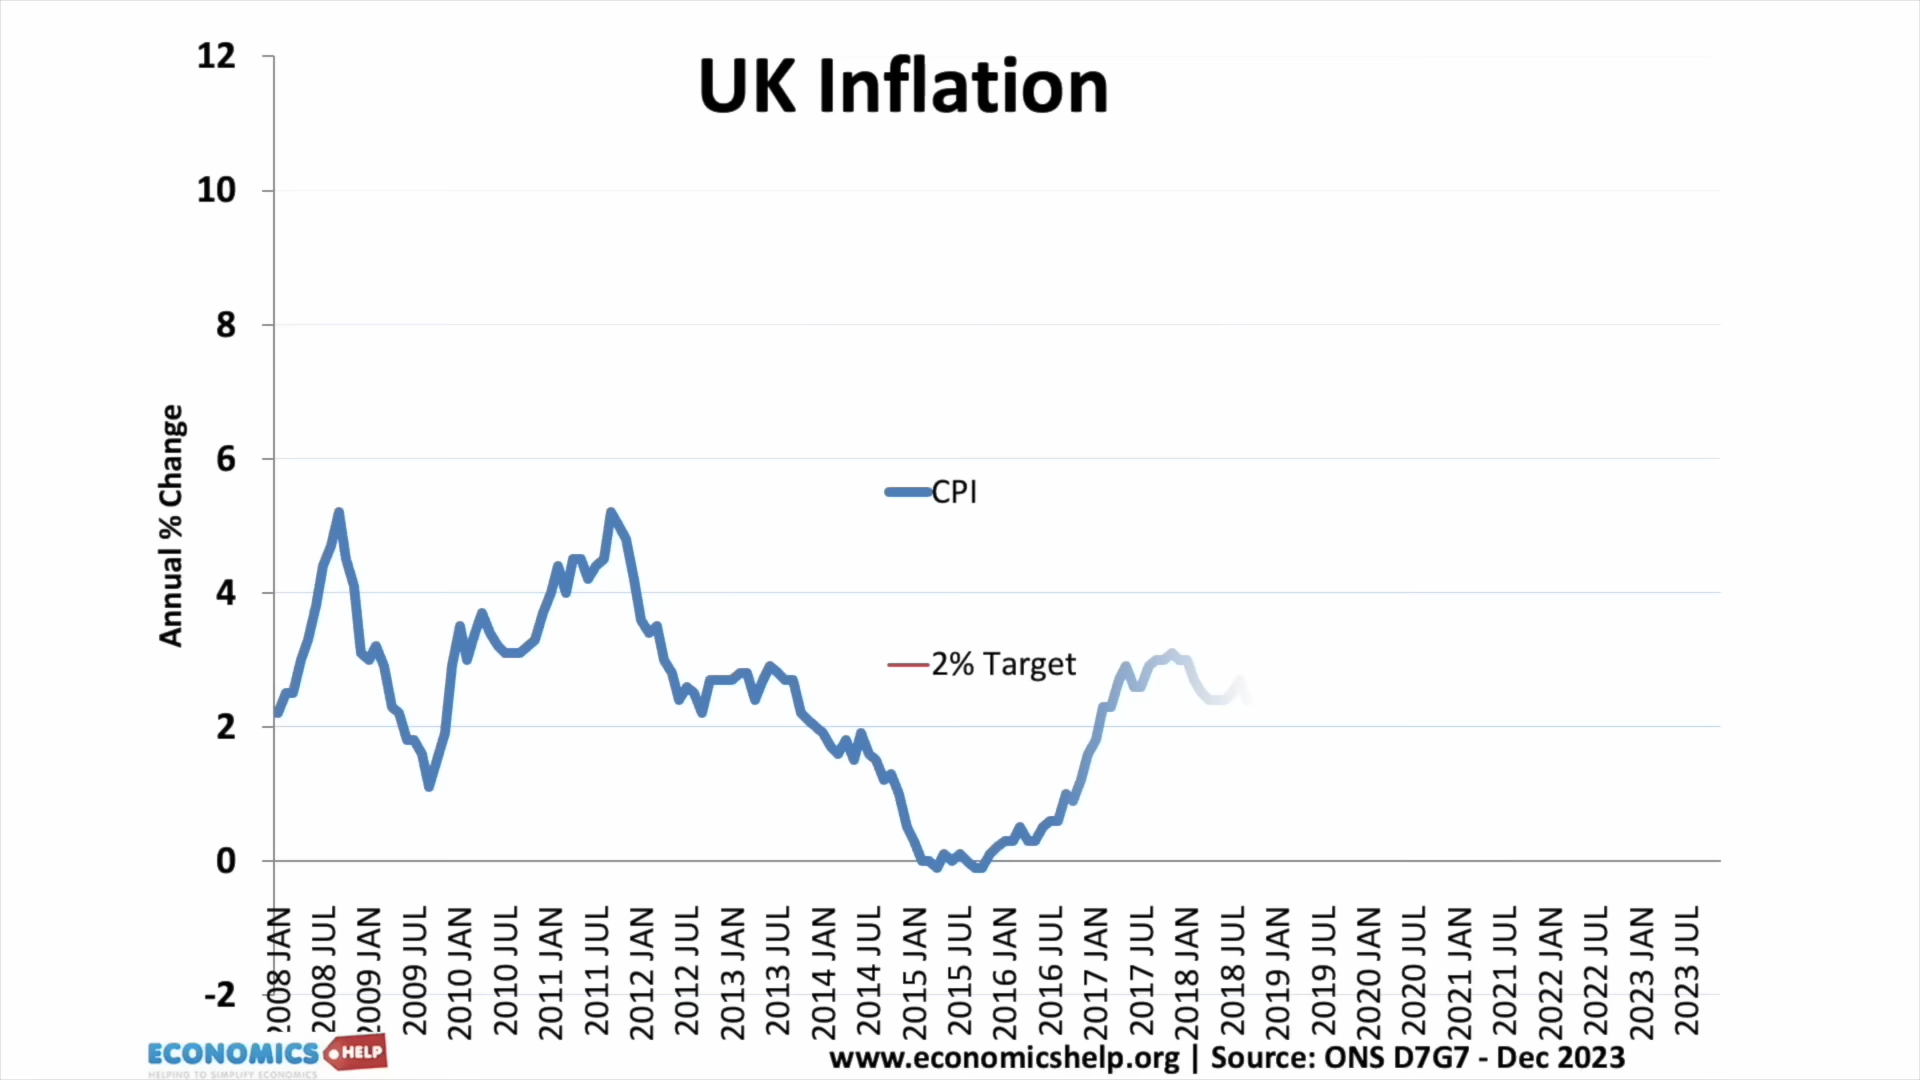 UK Inflation
12
10
8
6
4
2
0
-2
Annual % Change
CPI
2% Target
2008 JAN
2008 JUL
2009 JAN
2009 JUL
2010 JAN
2010 JUL
2011 JAN
2011 JUL
2012 JAN
2012 JUL
2013 JAN
2013 JUL
2014 JAN
2014 JUL
2015 JAN
2015 JUL
2016 JAN
2016 JUL
2017 JAN
2017 JUL
2018 JAN
2018 JUL
2019 JAN
2019 JUL
2020 JAN
2020 JUL
2021 JAN
2021 JUL
2022 JAN
2022 JUL
2023 JAN
2023 JUL
ECONOMICS HELP
HELPING TO SIMPLIFY ECONOMICS
www.economicshelp.org | Source: ONS D7G7 - Dec 2023